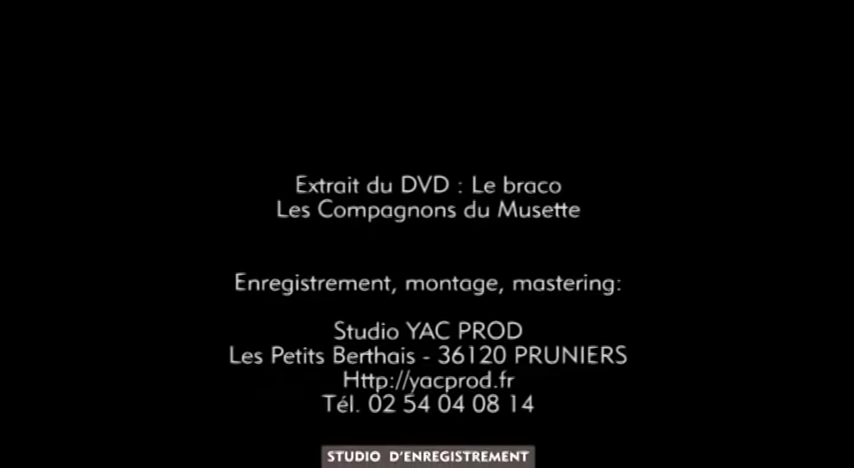 Extrait du DVD : Le braco
Les Compagnons du Musette
Enregistrement, montage, mastering:
Studio YAC PROD
Les Petits Berthais - 36120 PRUNIERS
Http://yacprod.fr
Tél. 02 54 04 08 14
STUDIO D'ENREGISTREMENT